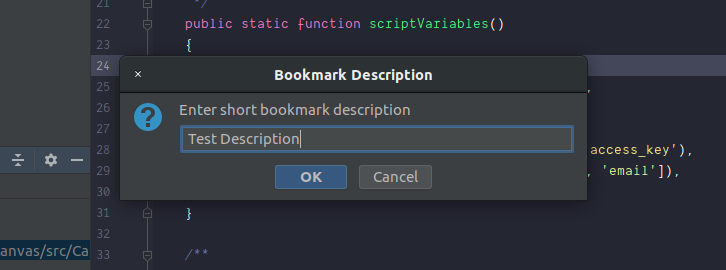 21 */
22 public static function scriptVariables()
23 {
24
Bookmark Description
25 ,
Enter short bookmark description
26
Test Description
27
28 access_key'),
29 , 'email']),
OK Cancel
30
31 }
32
anvas/src/Ca
33 /**